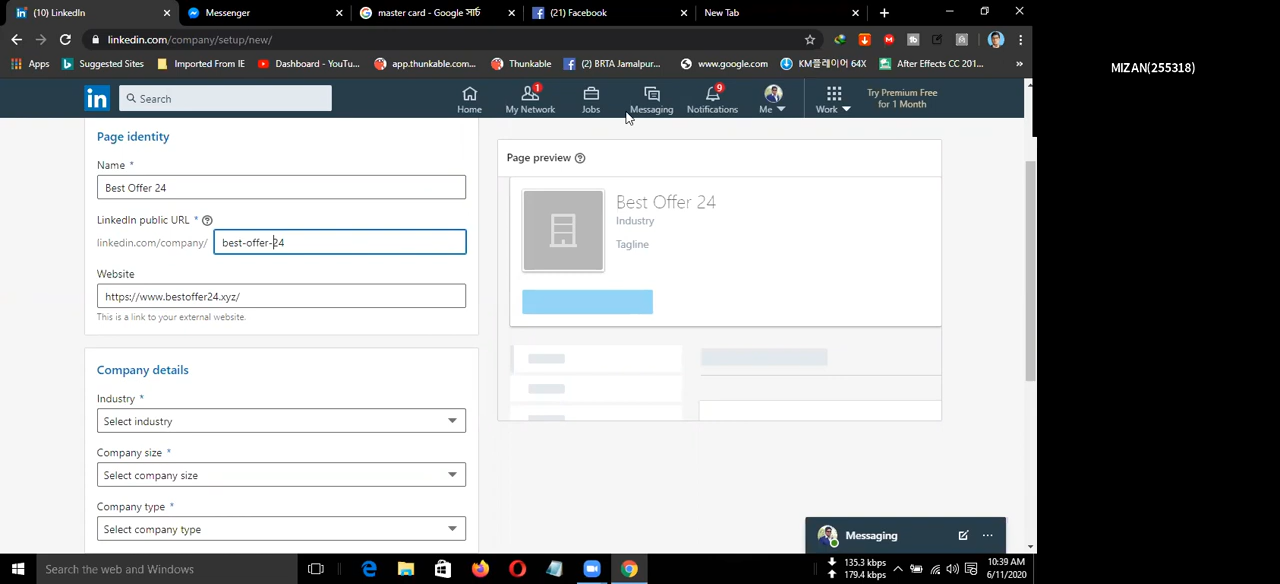 (10) LinkedIn
Messenger
master card - Google সার্চ
(21) Facebook
New Tab
linkedin.com/company/setup/new/
Apps
Suggested Sites
Imported From IE
Dashboard - YouTu...
app.thunkable.com...
Thunkable
(2) BRTA Jamalpur...
www.google.com
KM플레이어 64X
After Effects CC 201...
»
MIZAN(255318)
in
Search
Home
1
My Network
Jobs
Messaging
9
Notifications
Me
Work
Try Premium Free
for 1 Month
Page identity
Name *
Best Offer 24
LinkedIn public URL *
linkedin.com/company/
best-offer-24
Website
https://www.bestoffer24.xyz/
This is a link to your external website.
Page preview
Best Offer 24
Industry
Tagline
Company details
Industry *
Select industry
Company size *
Select company size
Company type *
Select company type
Messaging
Search the Web and Windows
135.3 kbps
179.4 kbps
10:39 AM
6/11/2020